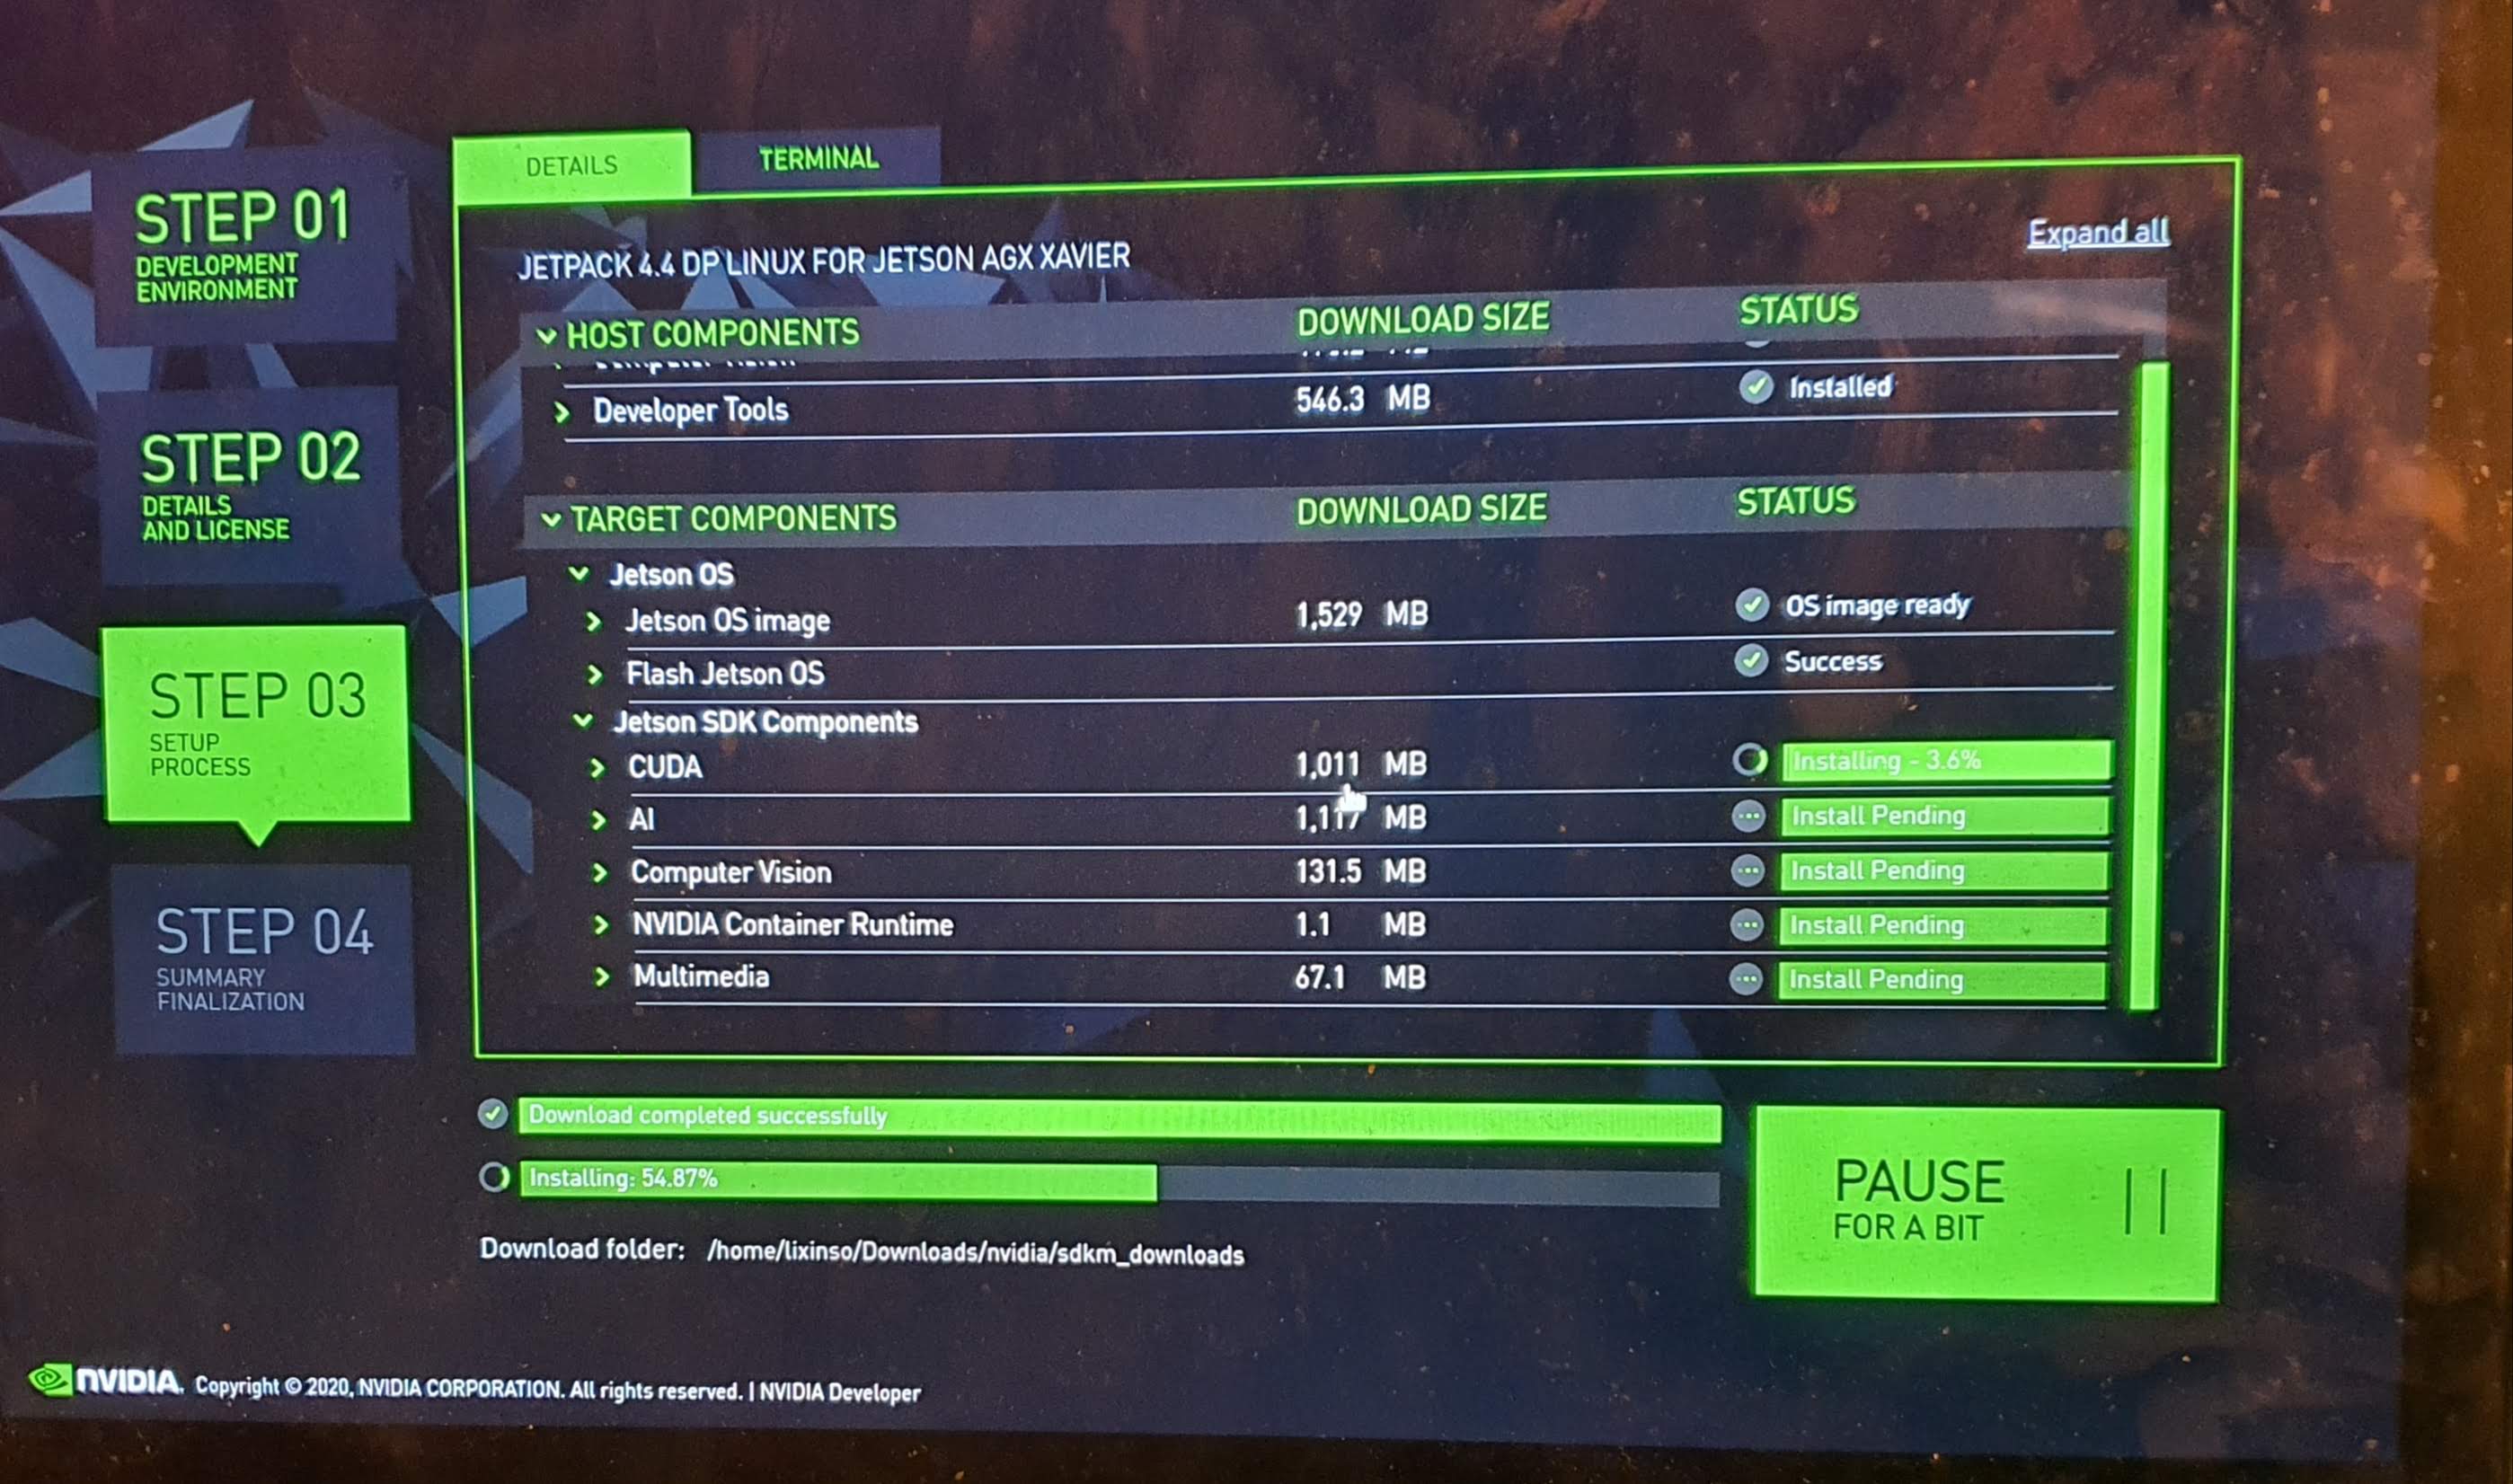 DETAILS
TERMINAL
STEP 01
DEVELOPMENT
ENVIRONMENT
STEP 02
DETAILS
AND LICENSE
STEP 03
SETUP
PROCESS
STEP 04
SUMMARY
FINALIZATION
JETPACK 4.4 DP LINUX FOR JETSON AGX XAVIER
Expand all
HOST COMPONENTS DOWNLOAD SIZE STATUS
Developer Tools 546.3 MB Installed
TARGET COMPONENTS DOWNLOAD SIZE STATUS
Jetson OS
Jetson OS image 1,529 MB OS image ready
Flash Jetson OS Success
Jetson SDK Components
CUDA 1,011 MB Installing - 3.6%
AI 1,117 MB Install Pending
Computer Vision 131.5 MB Install Pending
NVIDIA Container Runtime 1.1 MB Install Pending
Multimedia 67.1 MB Install Pending
Download completed successfully
Installing: 54.87%
PAUSE
FOR A BIT
Download folder: /home/lixinso/Downloads/nvidia/sdkm_downloads
NVIDIA. Copyright © 2020, NVIDIA CORPORATION. All rights reserved. | NVIDIA Developer